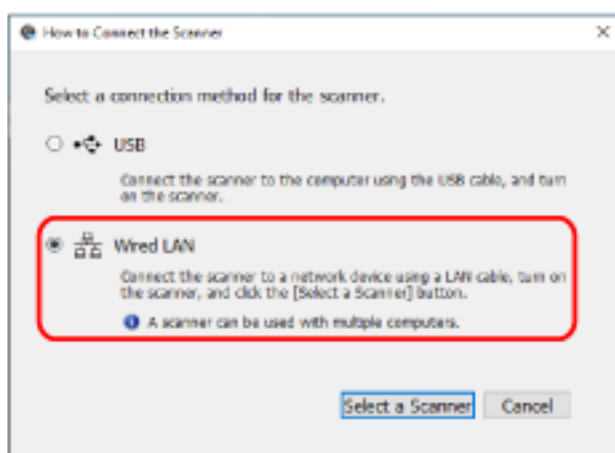 How to Connect the Scanner
Select a connection method for the scanner.
USB
Connect the scanner to the computer using the USB cable, and turn
on the scanner.
Wired LAN
Connect the scanner to a network device using a LAN cable, turn on
the scanner, and click the [Select a Scanner] button.
A scanner can be used with multiple computers.
Select a Scanner Cancel